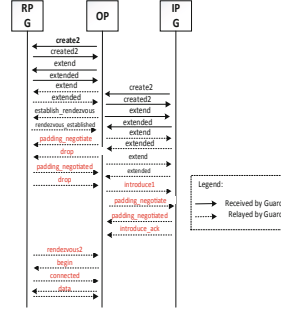 RP
G
OP
IP
G
create2
created2
extend
extended
extend
extended
establish_rendezvous
rendezvous_established
padding_negotiate
drop
padding_negotiated
drop
create2
created2
extend
extended
extend
extended
extend
extended
introduce1
padding_negotiate
padding_negotiated
introduce_ack
rendezvous2
begin
connected
data
Legend:
Received by Guard
Relayed by Guard